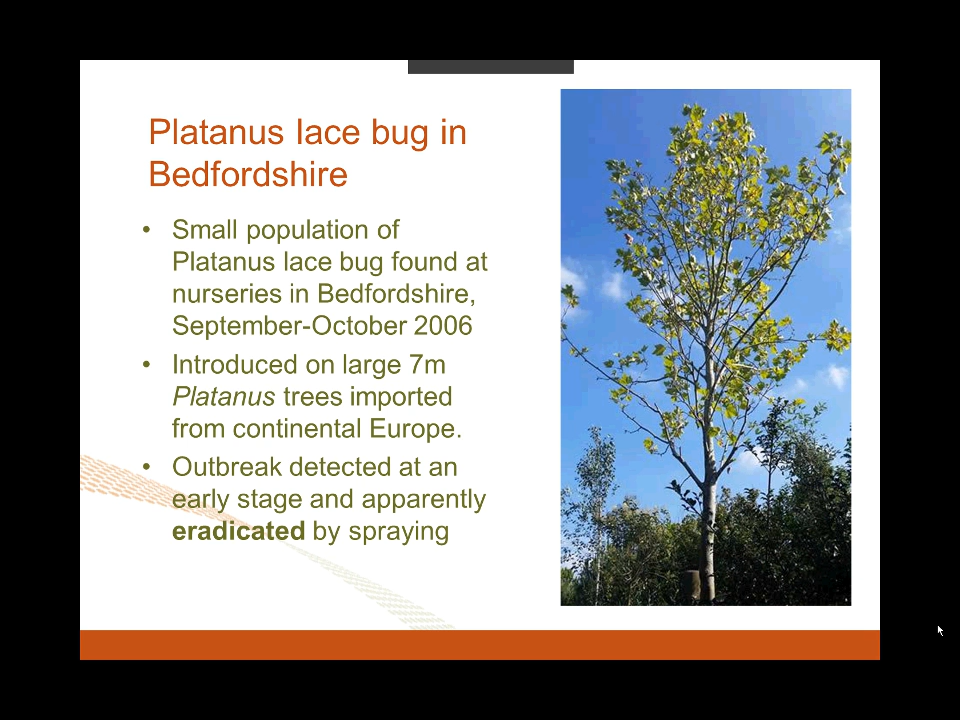 Platanus lace bug in
Bedfordshire
• Small population of
Platanus lace bug found at
nurseries in Bedfordshire,
September-October 2006
• Introduced on large 7m
Platanus trees imported
from continental Europe.
• Outbreak detected at an
early stage and apparently
eradicated by spraying